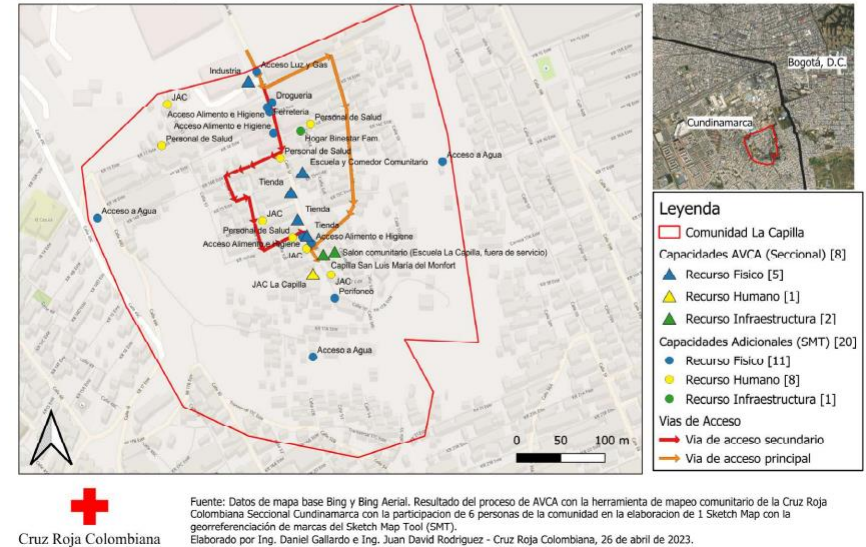 Industria
Acceso Luz y Gas
JAC
Drogueria
Acceso Alimento e Higiene
Ferreteria
Acceso Alimento e Higiene
Personal de Salud
Hogar Binestar Fam.
Personal de Salud
Personal de Salud
Escuela y Comedor Comunitario
Acceso a Agua
Tienda
Tienda
Acceso a Agua
JAC
Tienda
Personal de Salud
Acceso Alimento e Higiene
Acceso Alimento e Higiene
JAC
Salon comunitario (Escuela La Capilla, fuera de servicio)
Capilla San Luis María del Monfort
JAC La Capilla
JAC
Perifoneo
Acceso a Agua
0 50 100 m
Bogotá, D.C.
Cundinamarca
Leyenda
Comunidad La Capilla
Capacidades AVCA (Seccional) [8]
Recurso Fisico [5]
Recurso Humano [1]
Recurso Infraestructura [2]
Capacidades Adicionales (SMT) [20]
Recurso Fisico [11]
Recurso Humano [8]
Recurso Infraestructura [1]
Vias de Acceso
Via de acceso secundario
Via de acceso principal
Cruz Roja Colombiana
Fuente: Datos de mapa base Bing y Bing Aerial. Resultado del proceso de AVCA con la herramienta de mapeo comunitario de la Cruz Roja
Colombiana Seccional Cundinamarca con la participacion de 6 personas de la comunidad en la elaboracion de 1 Sketch Map con la
georreferenciación de marcas del Sketch Map Tool (SMT).
Elaborado por Ing. Daniel Gallardo e Ing. Juan David Rodriguez - Cruz Roja Colombiana, 26 de abril de 2023.